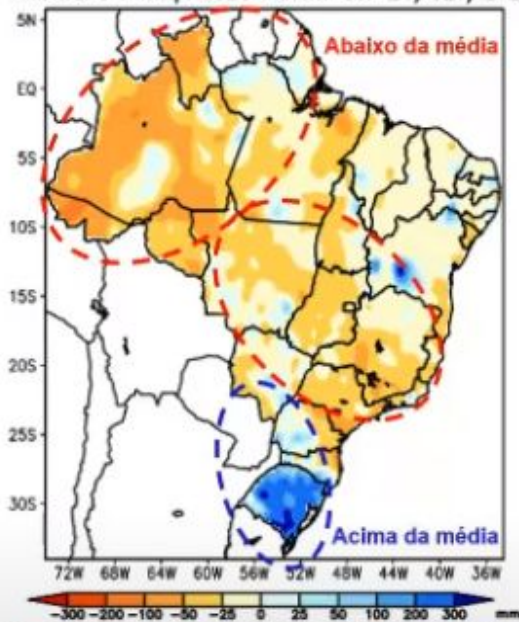 Abaixo da média
5N
EQ
5S
10S
15S
20S
25S
30S
Acima da média
72W 68W 64W 60W 56W 52W 48W 44W 40W 36W
-300 -200 -100 -50 -25 0 25 50 100 200 300 mm